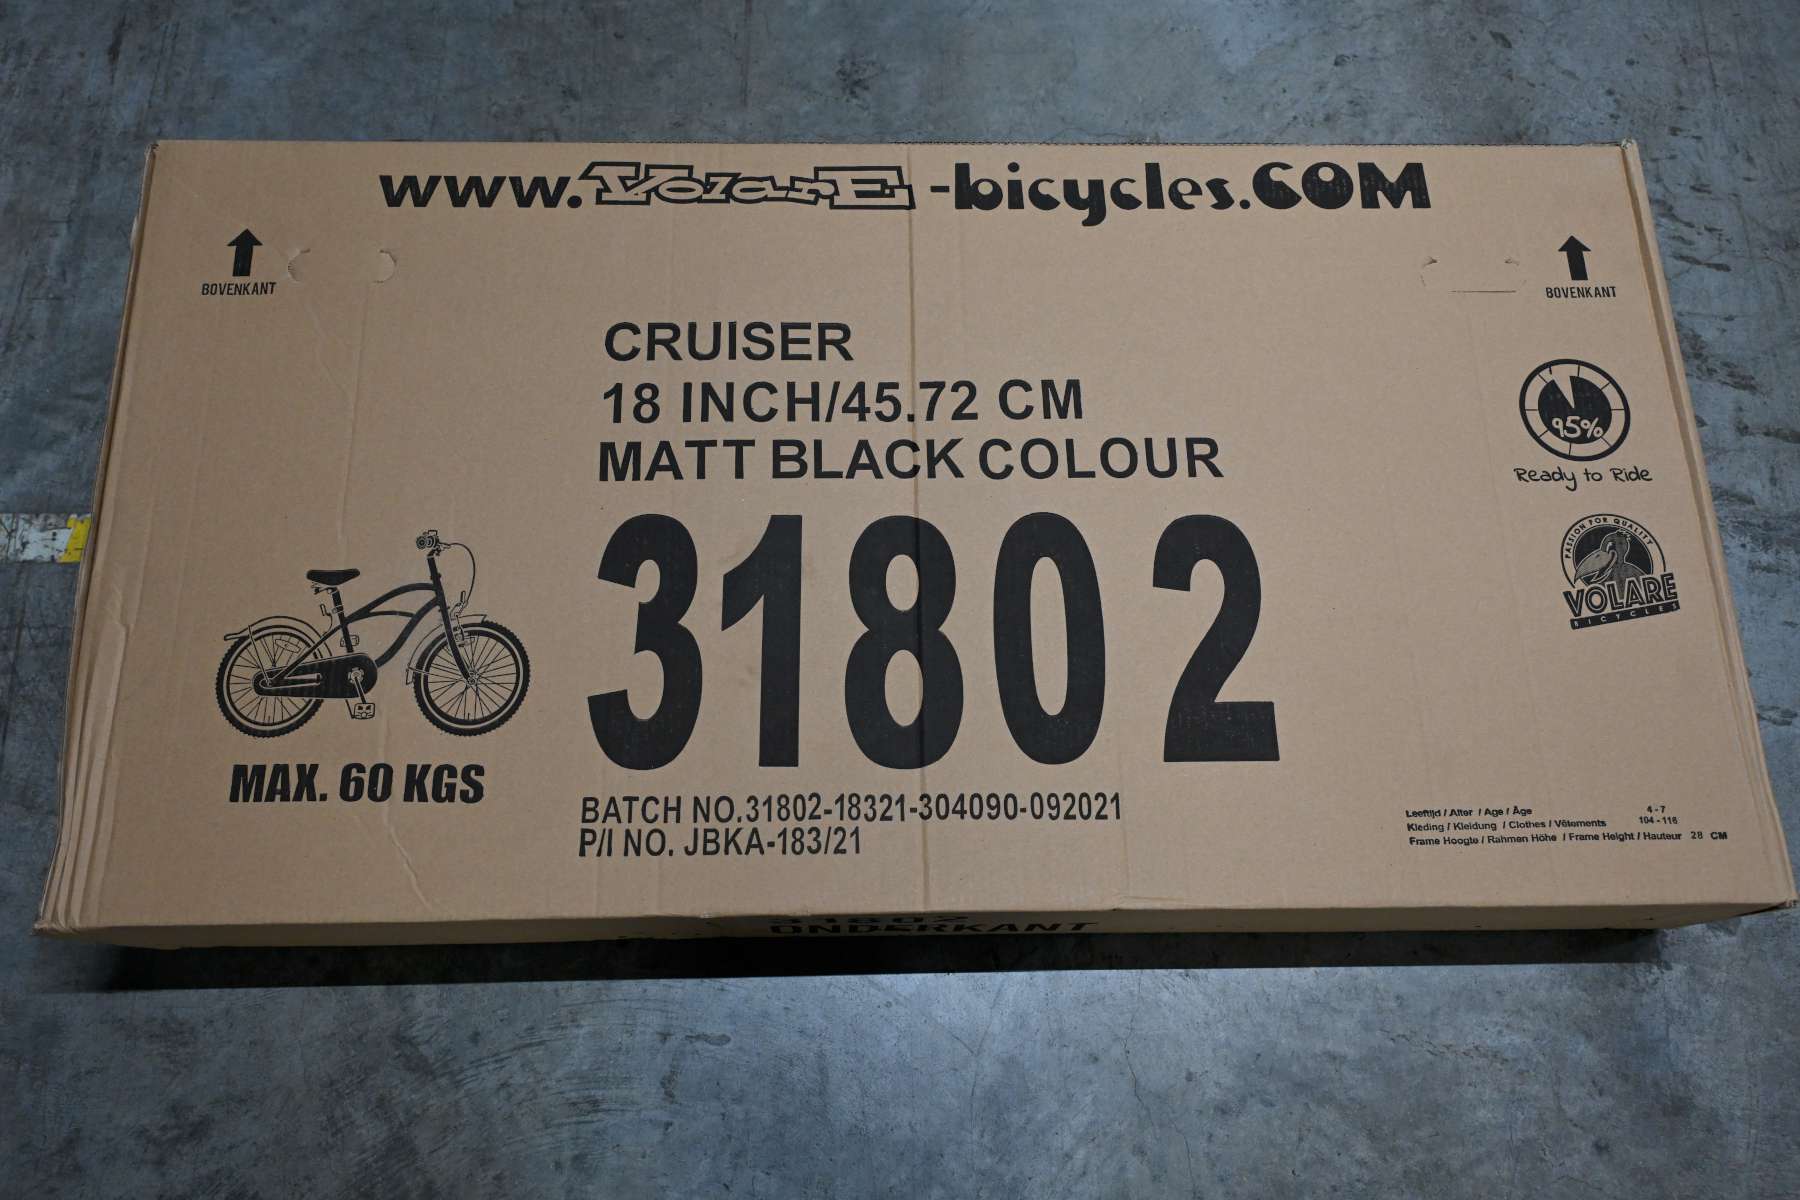 www.VolarE-bicycles.COM
BOVENKANT
BOVENKANT
CRUISER
18 INCH/45.72 CM
MATT BLACK COLOUR
95%
Ready to Ride
31802
PASSION FOR QUALITY
VOLARE
BICYCLES
MAX. 60 KGS
BATCH NO.31802-18321-304090-092021
P/I NO. JBKA-183/21
Leeftijd / Alter / Age / Âge 4 - 7
Kleding / Kleidung / Clothes / Vêtements 104 - 116
Frame Hoogte / Rahmen Höhe / Frame Height / Hauteur 28 CM
31802
ONDERKANT